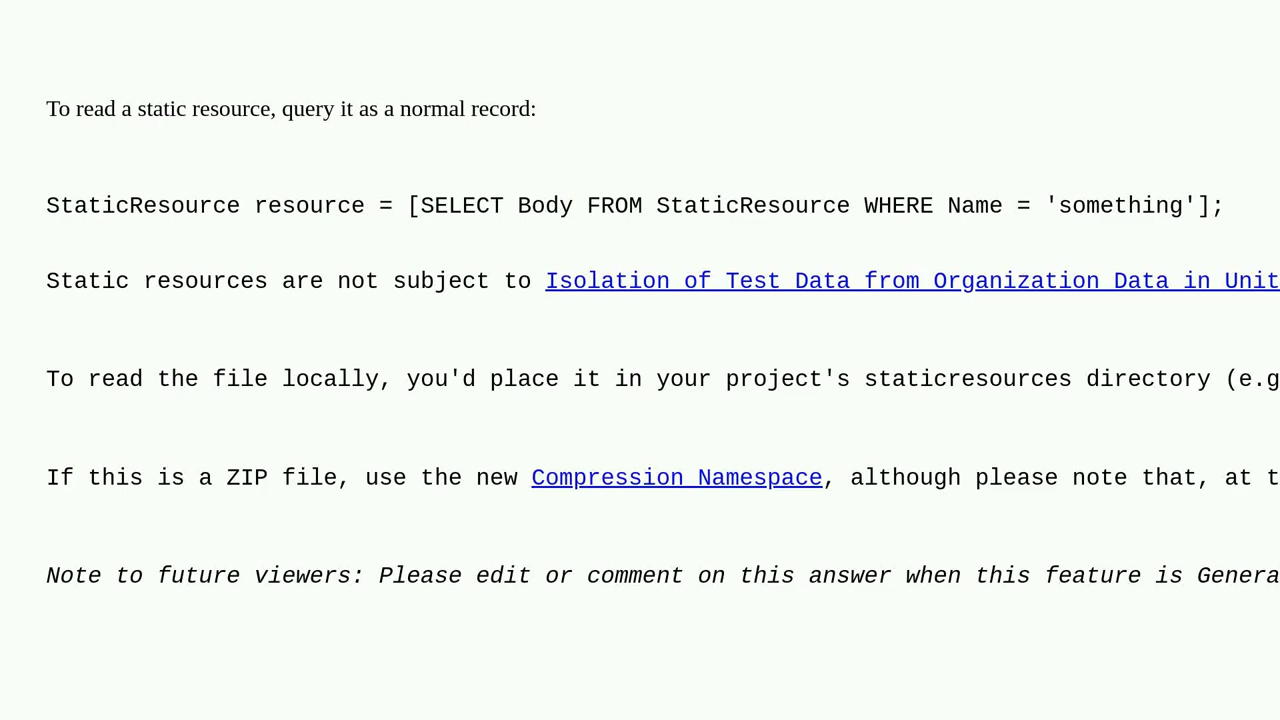 To read a static resource, query it as a normal record:
StaticResource resource = [SELECT Body FROM StaticResource WHERE Name = 'something'];
Static resources are not subject to Isolation of Test Data from Organization Data in Unit
To read the file locally, you'd place it in your project's staticresources directory (e.g
If this is a ZIP file, use the new Compression Namespace, although please note that, at t
Note to future viewers: Please edit or comment on this answer when this feature is Genera